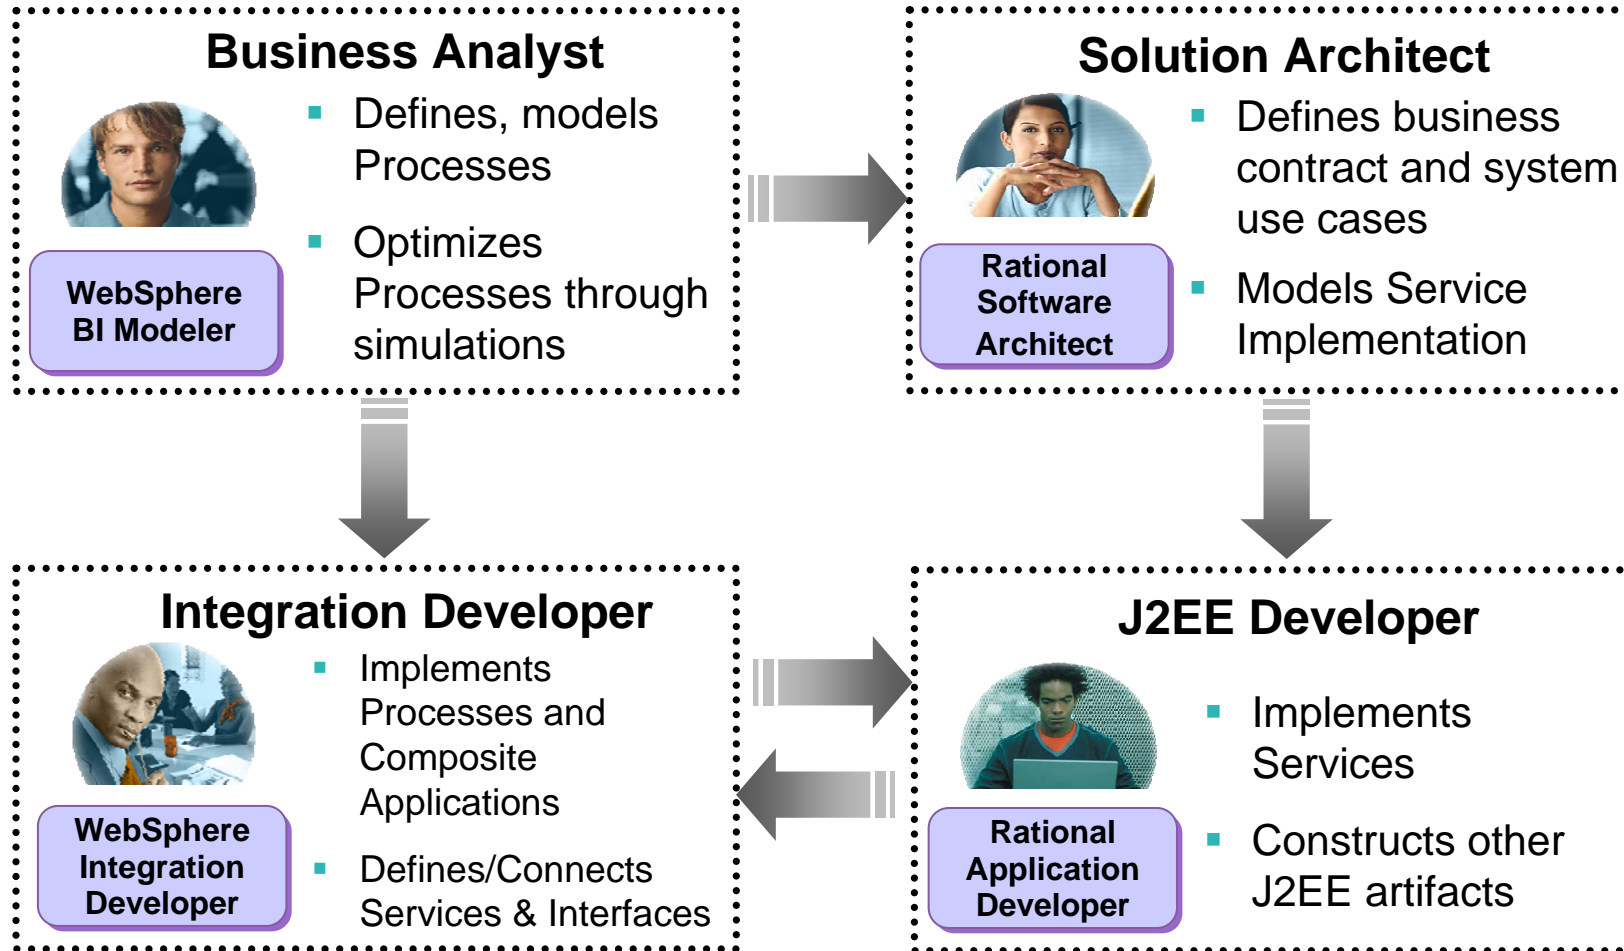 Business Analyst
Defines, models
Processes
Optimizes
Processes through
simulations
WebSphere
BI Modeler
Solution Architect
Defines business
contract and system
use cases
Models Service
Implementation
Rational
Software
Architect
Integration Developer
Implements
Processes and
Composite
Applications
Defines/Connects
Services & Interfaces
WebSphere
Integration
Developer
J2EE Developer
Implements
Services
Constructs other
J2EE artifacts
Rational
Application
Developer